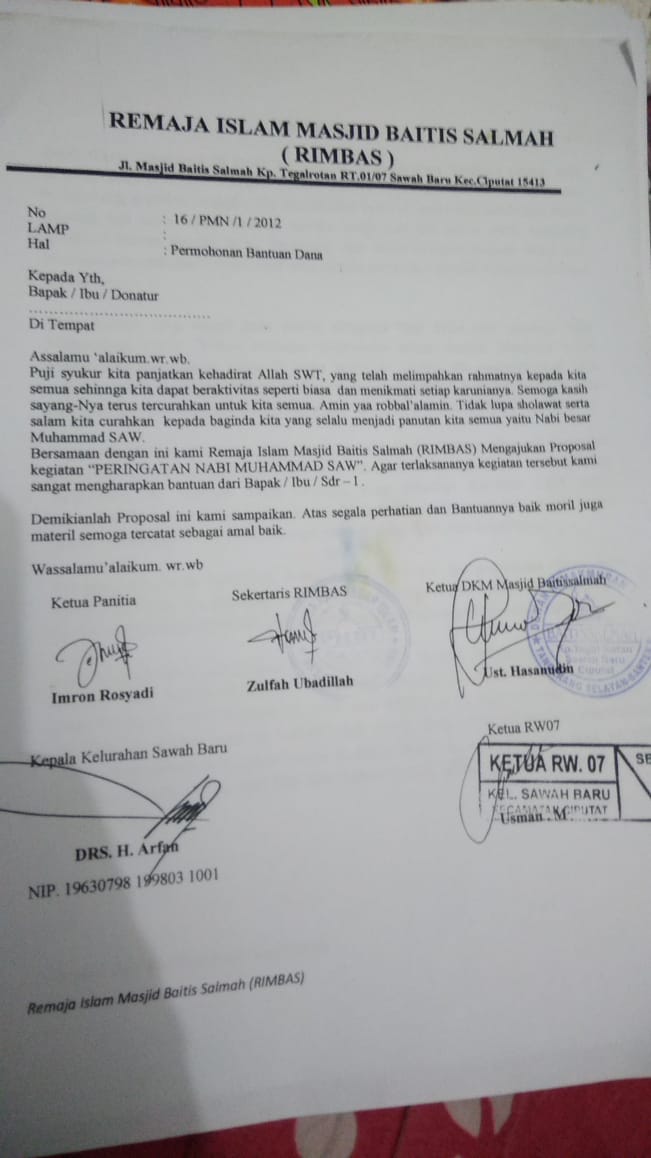 REMAJA ISLAM MASJID BAITIS SALMAH
( RIMBAS )
Jl. Masjid Baitis Salmah Kp. Tegalrotan RT.01/07 Sawah Baru Kec.Ciputat 15413
No : 16 / PMN /1 / 2012
LAMP :
Hal : Permohonan Bantuan Dana
Kepada Yth,
Bapak / Ibu / Donatur
......................................
Di Tempat
Assalamu ‘alaikum.wr.wb.
Puji syukur kita panjatkan kehadirat Allah SWT, yang telah melimpahkan rahmatnya kepada kita
semua sehinnga kita dapat beraktivitas seperti biasa dan menikmati setiap karunianya. Semoga kasih
sayang-Nya terus tercurahkan untuk kita semua. Amin yaa robbal’alamin. Tidak lupa sholawat serta
salam kita curahkan kepada baginda kita yang selalu menjadi panutan kita semua yaitu Nabi besar
Muhammad SAW.
Bersamaan dengan ini kami Remaja Islam Masjid Baitis Salmah (RIMBAS) Mengajukan Proposal
kegiatan “PERINGATAN NABI MUHAMMAD SAW”. Agar terlaksananya kegiatan tersebut kami
sangat mengharapkan bantuan dari Bapak / Ibu / Sdr – I .
Demikianlah Proposal ini kami sampaikan. Atas segala perhatian dan Bantuannya baik moril juga
materil semoga tercatat sebagai amal baik.
Wassalamu’alaikum. wr.wb
Ketua Panitia
Sekertaris RIMBAS
Ketua DKM Masjid Baitissalmah
Imron Rosyadi
Zulfah Ubadillah
Ust. Hasanudin
TANGERANG SELATAN-BANTEN
Kepala Kelurahan Sawah Baru
Ketua RW07
KETUA RW. 07
SE
KEL. SAWAH BARU
KECAMATAN CIPUTAT
Usman . M
DRS. H. Arfan
NIP. 19630798 199803 1001
Remaja Islam Masjid Baitis Salmah (RIMBAS)